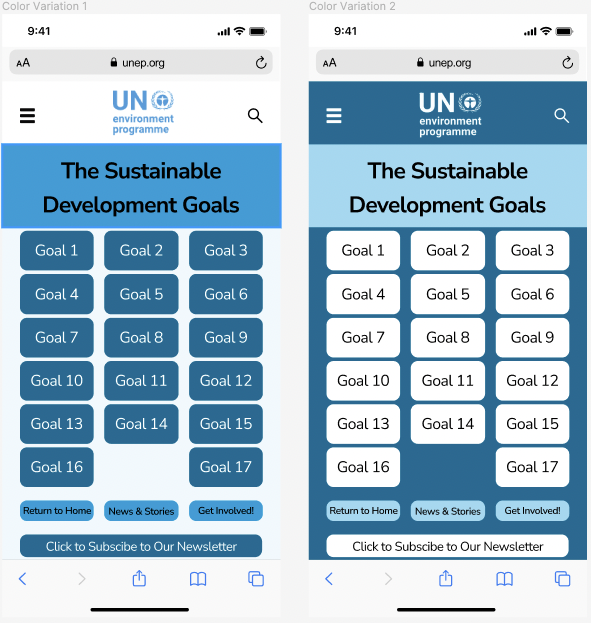 Color Variation 1
9:41
AA unep.org
UN
environment
programme
The Sustainable
Development Goals
Goal 1 Goal 2 Goal 3
Goal 4 Goal 5 Goal 6
Goal 7 Goal 8 Goal 9
Goal 10 Goal 11 Goal 12
Goal 13 Goal 14 Goal 15
Goal 16 Goal 17
Return to Home News & Stories Get Involved!
Click to Subscibe to Our Newsletter
Color Variation 2
9:41
AA unep.org
UN
environment
programme
The Sustainable
Development Goals
Goal 1 Goal 2 Goal 3
Goal 4 Goal 5 Goal 6
Goal 7 Goal 8 Goal 9
Goal 10 Goal 11 Goal 12
Goal 13 Goal 14 Goal 15
Goal 16 Goal 17
Return to Home News & Stories Get Involved!
Click to Subscibe to Our Newsletter